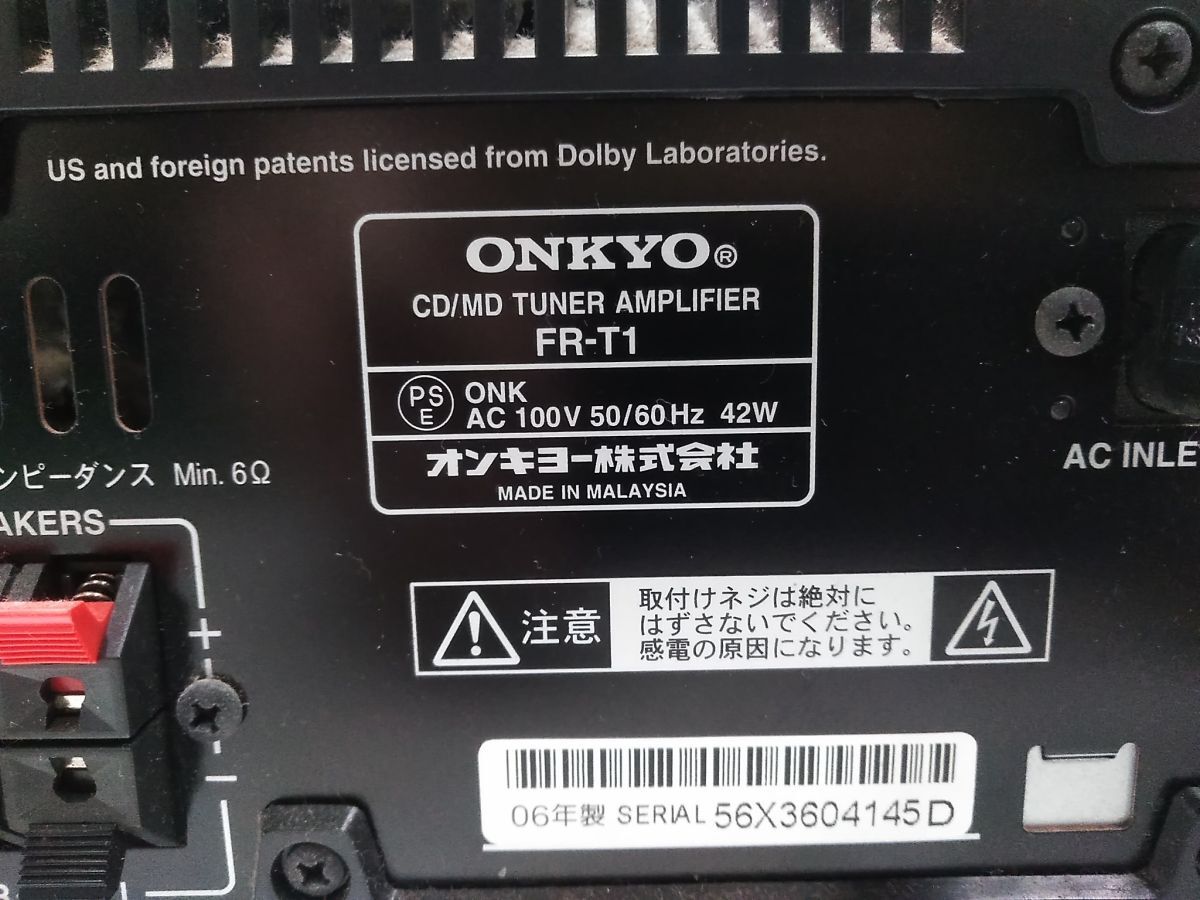 US and foreign patents licensed from Dolby Laboratories.
ONKYO®
CD/MD TUNER AMPLIFIER
FR-T1
PS
E
ONK
AC 100V 50/60Hz 42W
オンキヨー株式会社
MADE IN MALAYSIA
ンピーダンス Min. 6Ω
AKERS
+
−
AC INLE
注意
取付けネジは絶対に
はずさないでください。
感電の原因になります。
06年製 SERIAL 56X3604145D